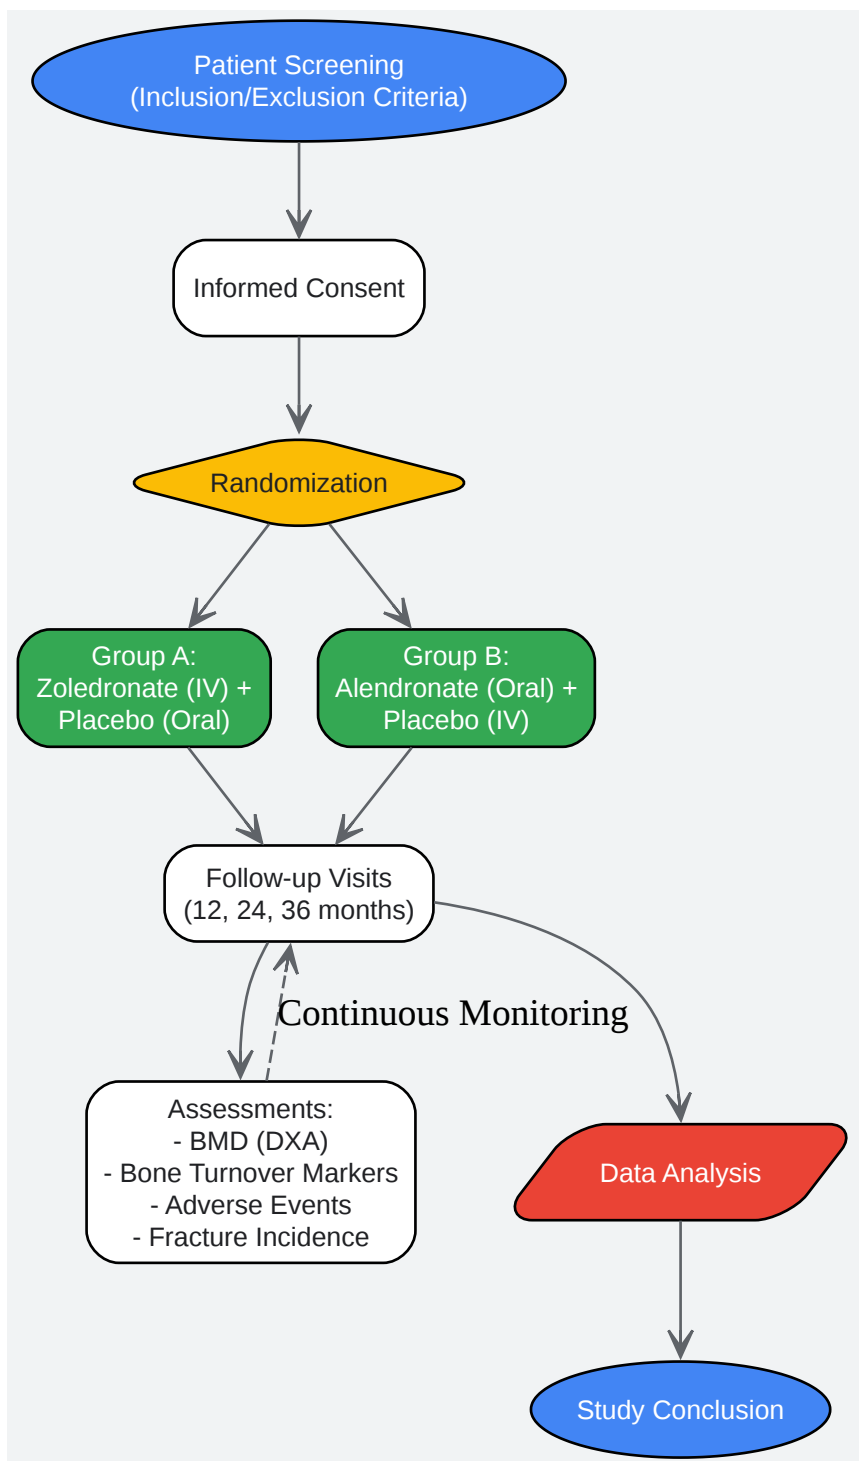 Patient Screening
(Inclusion/Exclusion Criteria)
Informed Consent
Randomization
Group A:
Zoledronate (IV) +
Placebo (Oral)
Group B:
Alendronate (Oral) +
Placebo (IV)
Follow-up Visits
(12, 24, 36 months)
Continuous Monitoring
Assessments:
- BMD (DXA)
- Bone Turnover Markers
- Adverse Events
- Fracture Incidence
Data Analysis
Study Conclusion